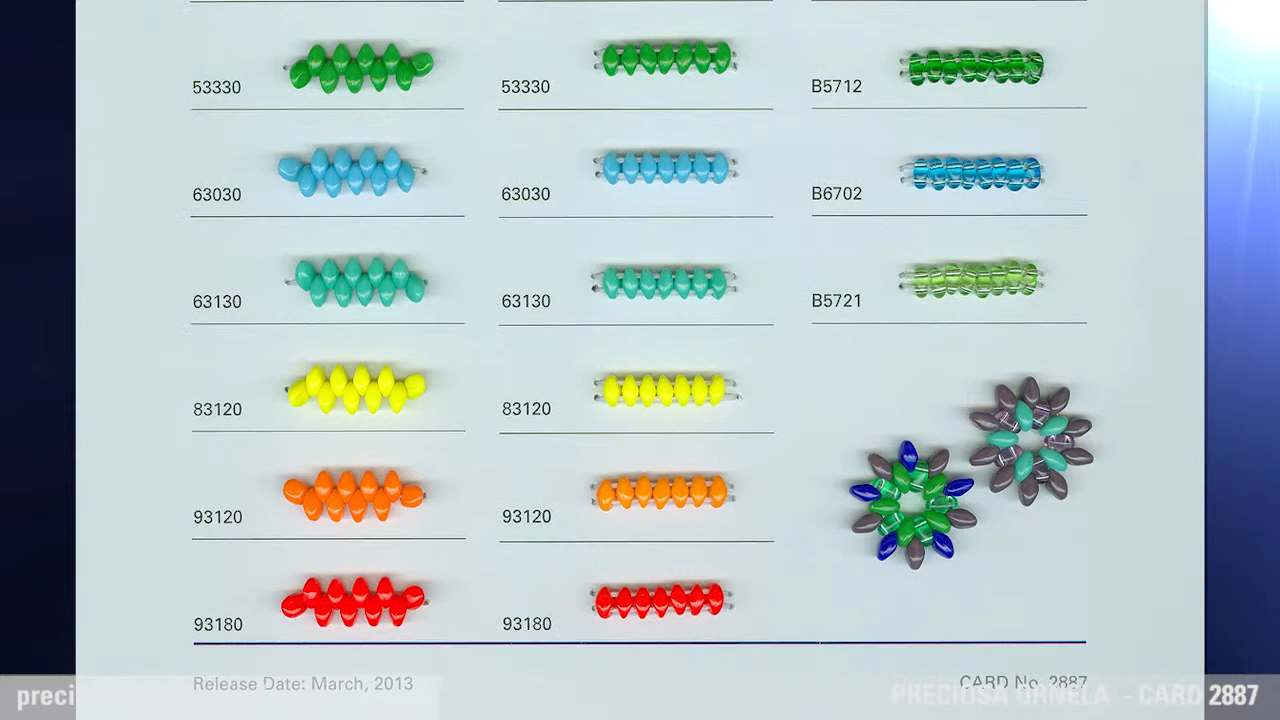 53330 53330 B5712
63030 63030 B6702
63130 63130 B5721
83120 83120
93120 93120
93180 93180
Release Date: March, 2013 CARD No. 2887
PRECIOSA ORNELA - CARD 2887